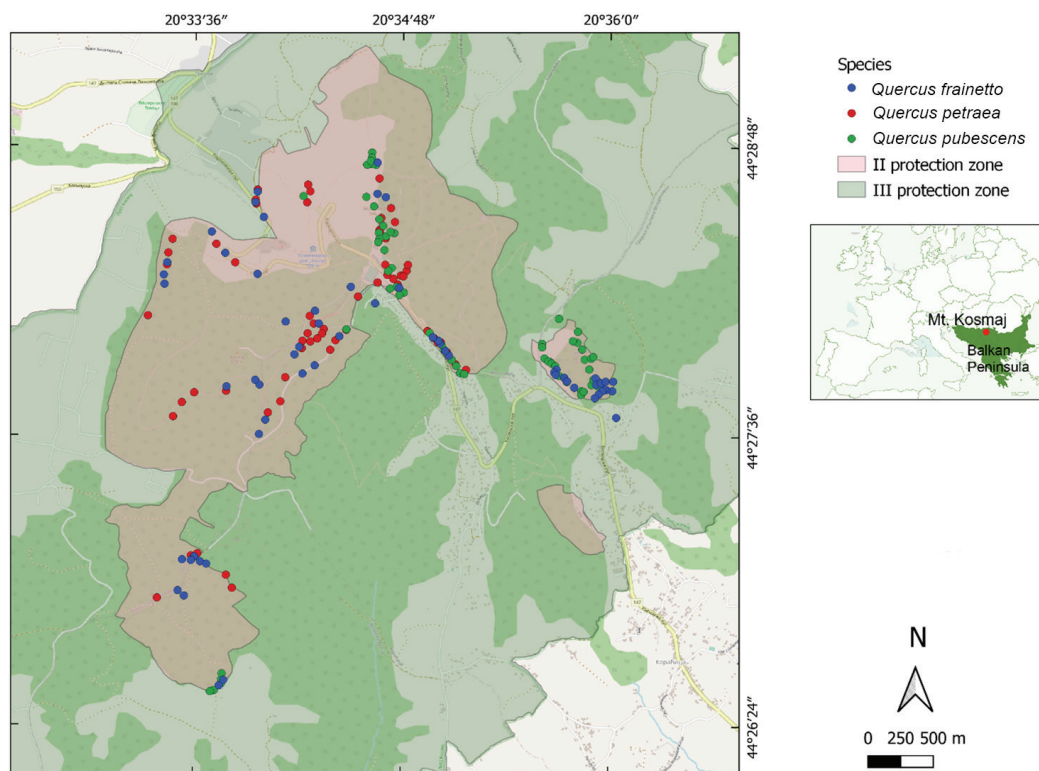 20°33′36″ 20°34′48″ 20°36′0″
44°28′48″
44°27′36″
44°26′24″
147
147
Species
Quercus frainetto
Quercus petraea
Quercus pubescens
II protection zone
III protection zone
Mt. Kosmaj
Balkan
Peninsula
N
0 250 500 m